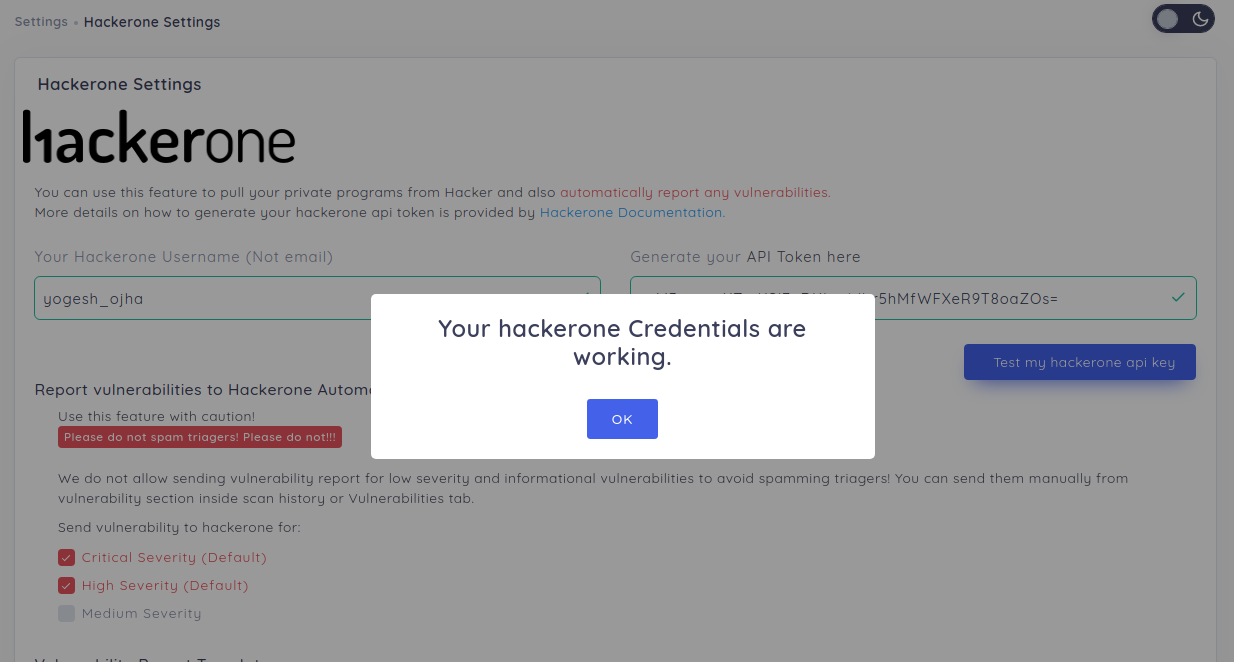 Settings Hackerone Settings
Hackerone Settings
hackerone
You can use this feature to pull your private programs from Hacker and also automatically report any vulnerabilities.
More details on how to generate your hackerone api token is provided by Hackerone Documentation.
Your Hackerone Username (Not email) Generate your API Token here
yogesh_ojha
Your hackerone Credentials are
working.
OK
Test my hackerone api key
Report vulnerabilities to Hackerone
Use this feature with caution!
Please do not spam triagers! Please do not!!!
We do not allow sending vulnerability report for low severity and informational vulnerabilities to avoid spamming triagers! You can send them manually from
vulnerability section inside scan history or Vulnerabilities tab.
Send vulnerability to hackerone for:
Critical Severity (Default)
High Severity (Default)
Medium Severity